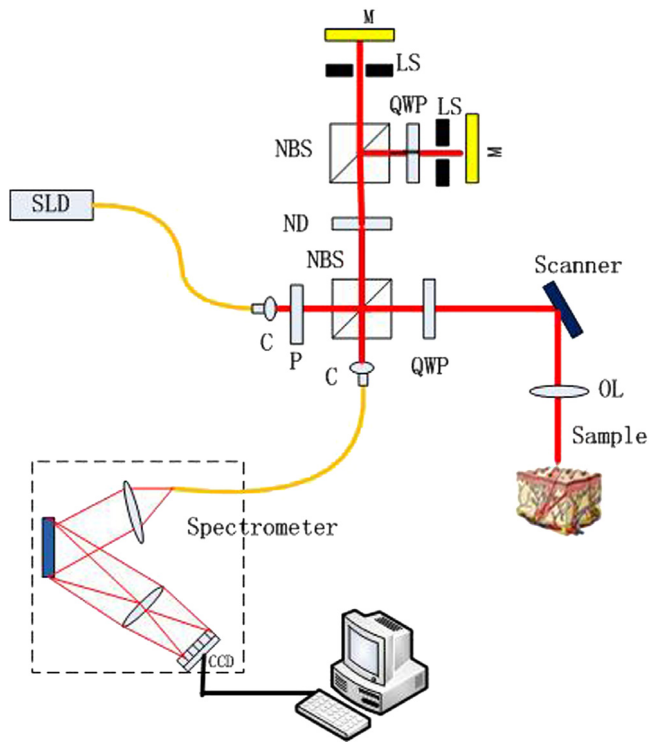 M
LS
QWP
LS
NBS
M
SLD
ND
NBS
Scanner
C
P
C
QWP
OL
Sample
Spectrometer
CCD